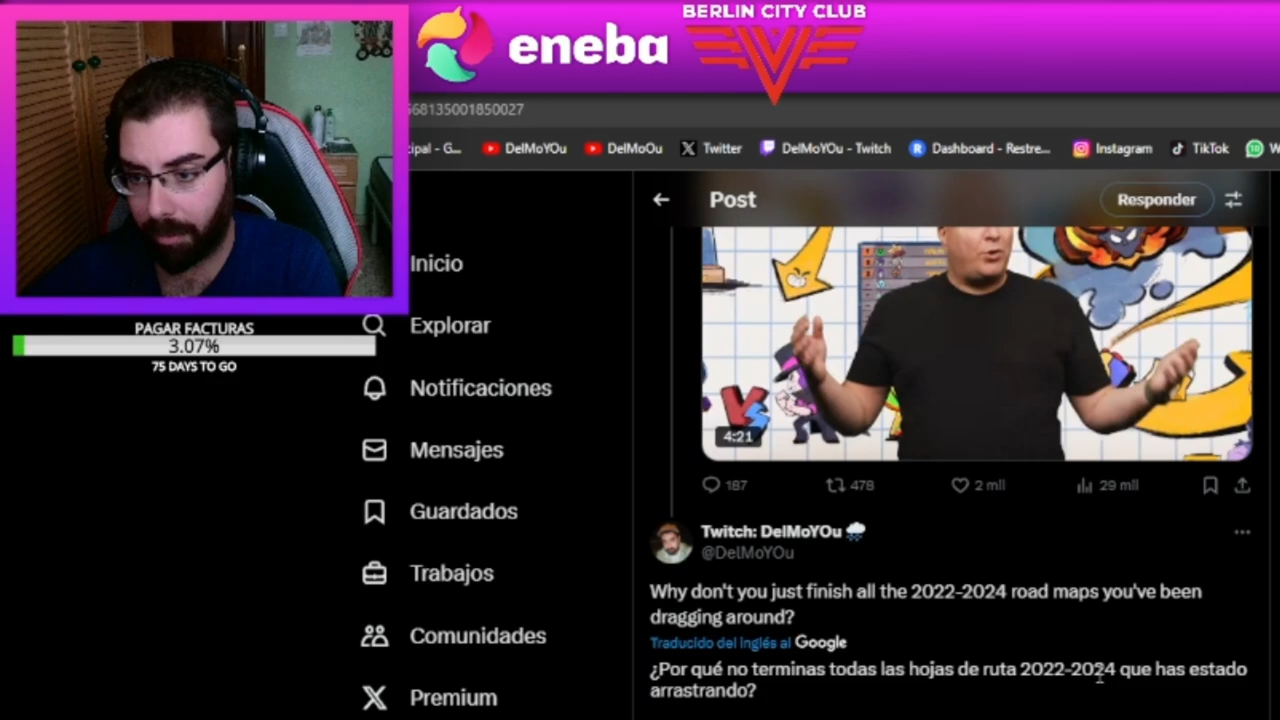 BERLIN CITY CLUB
eneba
568135001850027
cipal - G...
DelMoYOu
DelMoOu
Twitter
DelMoYOu - Twitch
Dashboard - Restre...
Instagram
TikTok
W
Post
Responder
Inicio
PAGAR FACTURAS
3.07%
75 DAYS TO GO
Explorar
Notificaciones
Mensajes
Guardados
Trabajos
Comunidades
Premium
VS
4:21
187
478
2 mil
29 mil
Twitch: DelMoYOu
@DelMoYOu
Why don't you just finish all the 2022-2024 road maps you've been
dragging around?
Traducido del inglés al Google
¿Por qué no terminas todas las hojas de ruta 2022-2024 que has estado
arrastrando?